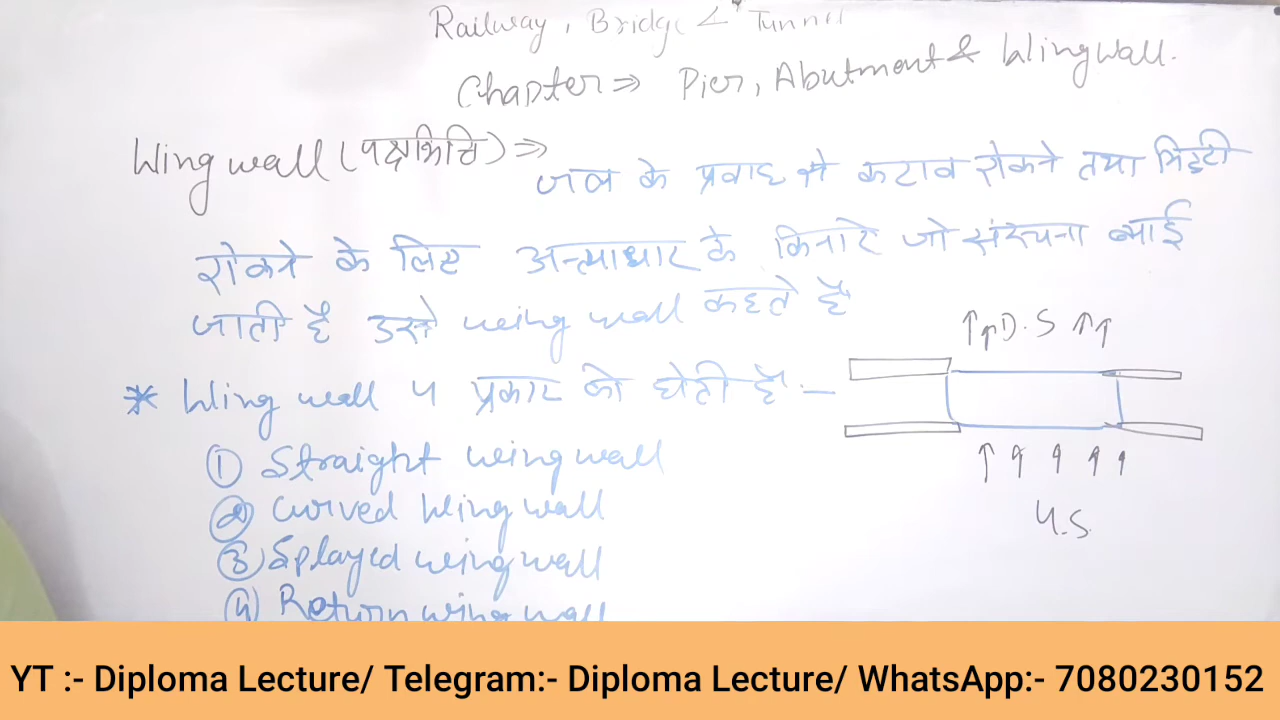 Railway, Bridge & Tunnel
Chapter ⇒ Pier, Abutment & Wing wall.
Wing wall (पक्षभित्ति) ⇒
जल के प्रवाह से कटाव रोकने तथा मिट्टी
रोकने के लिए अन्त्याधार के किनारे जो संरचना बनाई
जाती है उसे wing wall कहते है
* Wing wall 4 प्रकार की होती है :-
① Straight wing wall
② Curved Wing wall
③ Splayed wing wall
④ Return wing wall
↑↑ D.S ↑↑
↑ ↑ ↑ ↑ ↑
U.S.
YT :- Diploma Lecture/ Telegram:- Diploma Lecture/ WhatsApp:- 7080230152